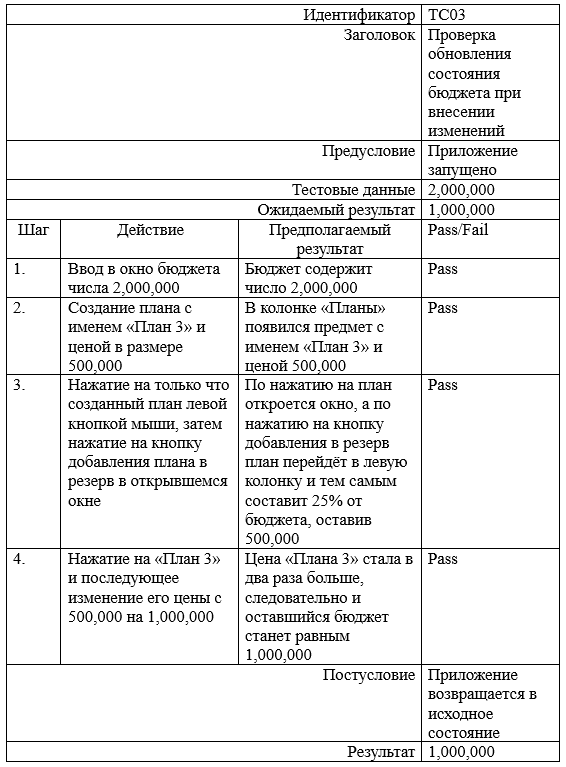 Идентификатор
TC03
Заголовок
Проверка
обновления
состояния
бюджета при
внесении
изменений
Предусловие
Приложение
запущено
Тестовые данные
2,000,000
Ожидаемый результат
1,000,000
Шаг
Действие
Предполагаемый
результат
Pass/Fail
1.
Ввод в окно бюджета
числа 2,000,000
Бюджет содержит
число 2,000,000
Pass
2.
Создание плана с
именем «План 3» и
ценой в размере
500,000
В колонке «Планы»
появился предмет с
именем «План 3» и
ценой 500,000
Pass
3.
Нажатие на только что
созданный план левой
кнопкой мыши, затем
нажатие на кнопку
добавления плана в
резерв в открывшемся
окне
По нажатию на план
откроется окно, а по
нажатию на кнопку
добавления в резерв
план перейдёт в левую
колонку и тем самым
составит 25% от
бюджета, оставив
500,000
Pass
4.
Нажатие на «План 3»
и последующее
изменение его цены с
500,000 на 1,000,000
Цена «Плана 3» стала в
два раза больше,
следовательно и
оставшийся бюджет
станет равным
1,000,000
Pass
Постусловие
Приложение
возвращается в
исходное
состояние
Результат
1,000,000